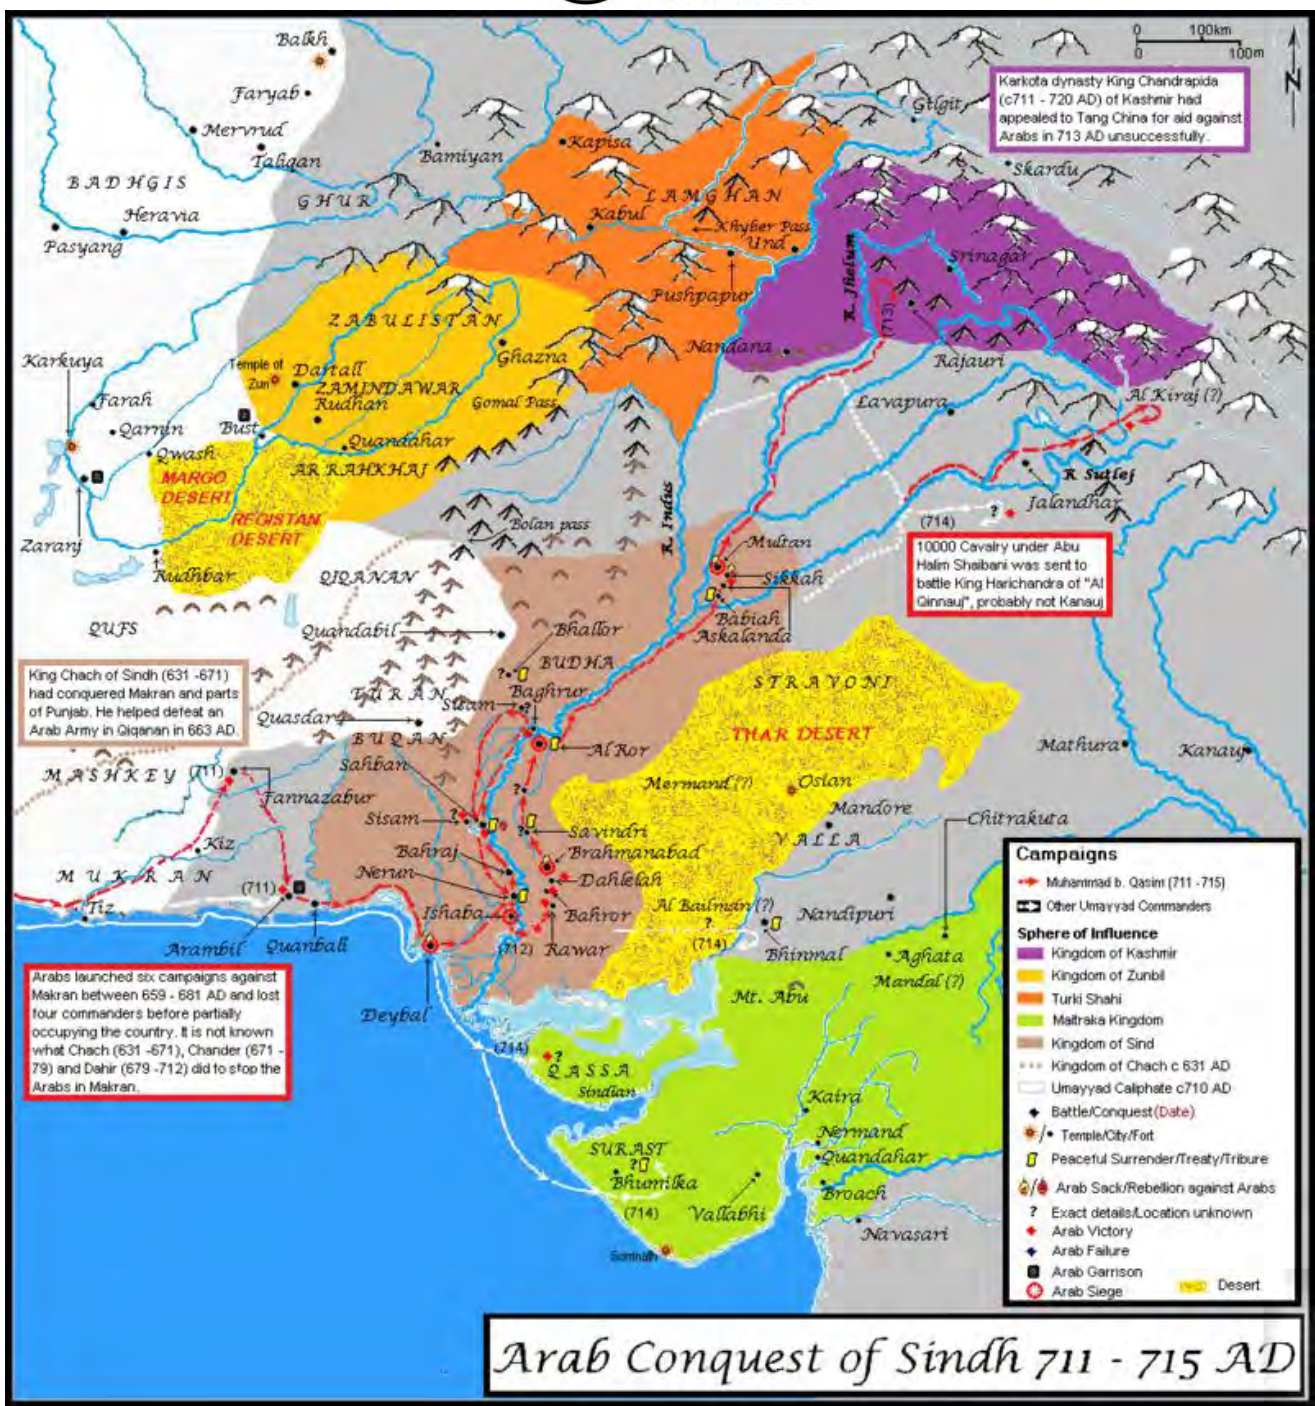 Balkh
0 100km
0 100m
Faryab
N
Karkota dynasty King Chandrapida
(c711 - 720 AD) of Kashmir had
appealed to Tang China for aid against
Arabs in 713 AD unsuccessfully.
Gilgit
Mervrud
Kapisa
Taliqan
Bamiyan
Skardu
BADHGIS
GHUR
LAMGHAN
Heravia
Kabul
Khyber Pass
Pasyang
Und
R. Jhelum
Srinagar
Pushpapur
ZABULISTAN
(713)
Karkuya
Ghazna
Nandana
Rajauri
Temple of
Zun
Dartall
ZAMINDAWAR
Rudhan
Gomal Pass
Al Kiraj (?)
Farah
Lavapura
Qarnin
Bust
Quandahar
Qwash
AR RAHKHAJ
MARGO
DESERT
R Sutlej
Jalandhar
REGISTAN
DESERT
R. Indus
Bolan pass
(714) ?
Zaranj
Multan
10000 Cavalry under Abu
Halim Shaibani was sent to
battle King Harichandra of "Al
Qinnauj", probably not Kanauj
Rudhbar
QIQANAN
Sikkah
Babiah
Askalanda
QUFS
Quandabil
Bhallor
?
BUDHA
King Chach of Sindh (631 -671)
had conquered Makran and parts
of Punjab. He helped defeat an
Arab Army in Qiqanan in 663 AD.
TURAN
Baghrur
Sisam
?
STRAVONI
Quasdar
BUQAN
THAR DESERT
Al Ror
Mathura
Kanauj
MASHKEY
(711)
Sahban
Mermand (?)
Osian
Fannazabur
?
Mandore
Chitrakuta
Sisam
?
?
Savindri
VALLA
Kiz
Bahraj
Brahmanabad
MUKRAN
Nerun
Dahlelah
(711)
Al Bailman (?)
Nandipuri
Tiz
Ishaba
Bahror
?
(714)
Arambil
Quanbali
(712)
Rawar
Bhinmal
Aghata
Mandal (?)
Arabs launched six campaigns against
Makran between 659 - 681 AD and lost
four commanders before partially
occupying the country. It is not known
what Chach (631 -671), Chander (671 -
79) and Dahir (679 -712) did to stop the
Arabs in Makran.
Deybal
Mt. Abu
(714)
?
QASSA
Sindian
Kaira
SURAST
?
Nermand
Quandahar
Bhumilka
Broach
(714)
Vallabhi
Navasari
Somnath
Campaigns
Muhammad b. Qasim (711 -715)
Other Umayyad Commanders
Sphere of Influence
Kingdom of Kashmir
Kingdom of Zunbil
Turki Shahi
Maitraka Kingdom
Kingdom of Sind
Kingdom of Chach c 631 AD
Umayyad Caliphate c710 AD
Battle/Conquest(Date)
/ Temple/City/Fort
Peaceful Surrender/Treaty/Tribure
/ Arab Sack/Rebellion against Arabs
? Exact details/Location unknown
Arab Victory
Arab Failure
Arab Garrison
Arab Siege
Desert
Arab Conquest of Sindh 711 - 715 AD